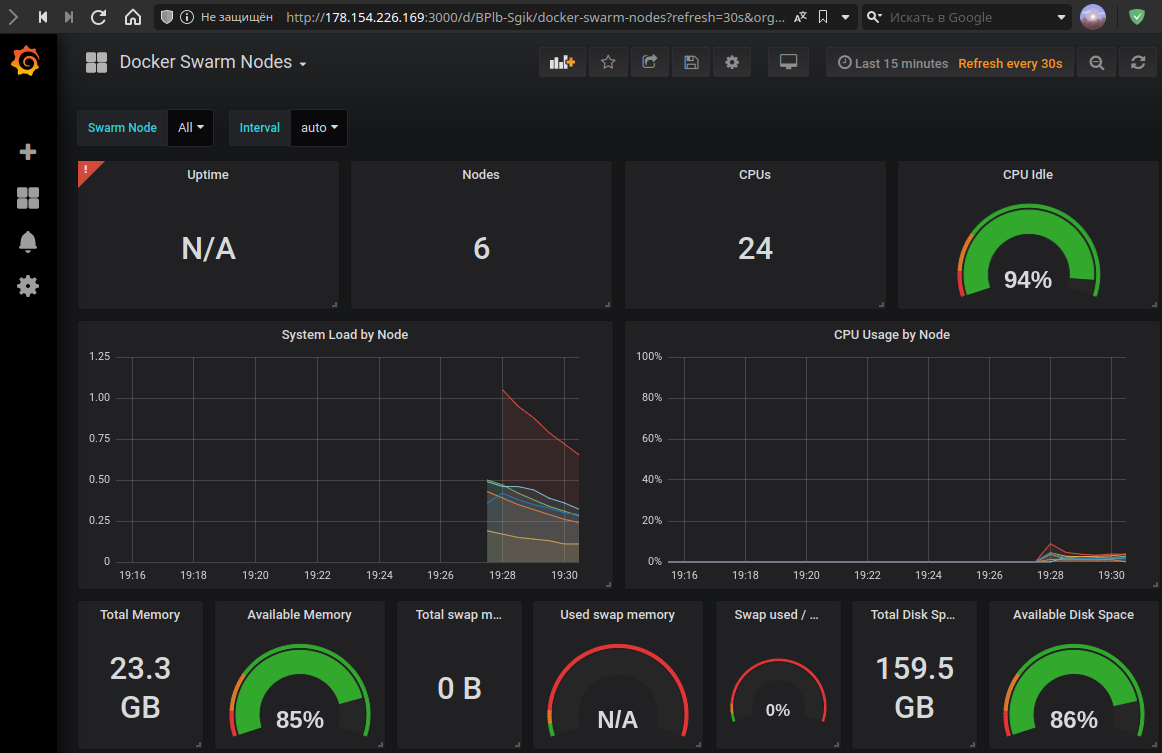 Не защищён http://178.154.226.169:3000/d/BPlb-Sgik/docker-swarm-nodes?refresh=30s&org... Искать в Google
Docker Swarm Nodes Last 15 minutes Refresh every 30s
Swarm Node All Interval auto
! Uptime Nodes CPUs CPU Idle
N/A 6 24 94%
System Load by Node
1.25
1.00
0.75
0.50
0.25
0
19:16 19:18 19:20 19:22 19:24 19:26 19:28 19:30
CPU Usage by Node
100%
80%
60%
40%
20%
0%
19:16 19:18 19:20 19:22 19:24 19:26 19:28 19:30
Total Memory
23.3
GB
Available Memory
85%
Total swap m...
0 B
Used swap memory
N/A
Swap used / ...
0%
Total Disk Sp...
159.5
GB
Available Disk Space
86%